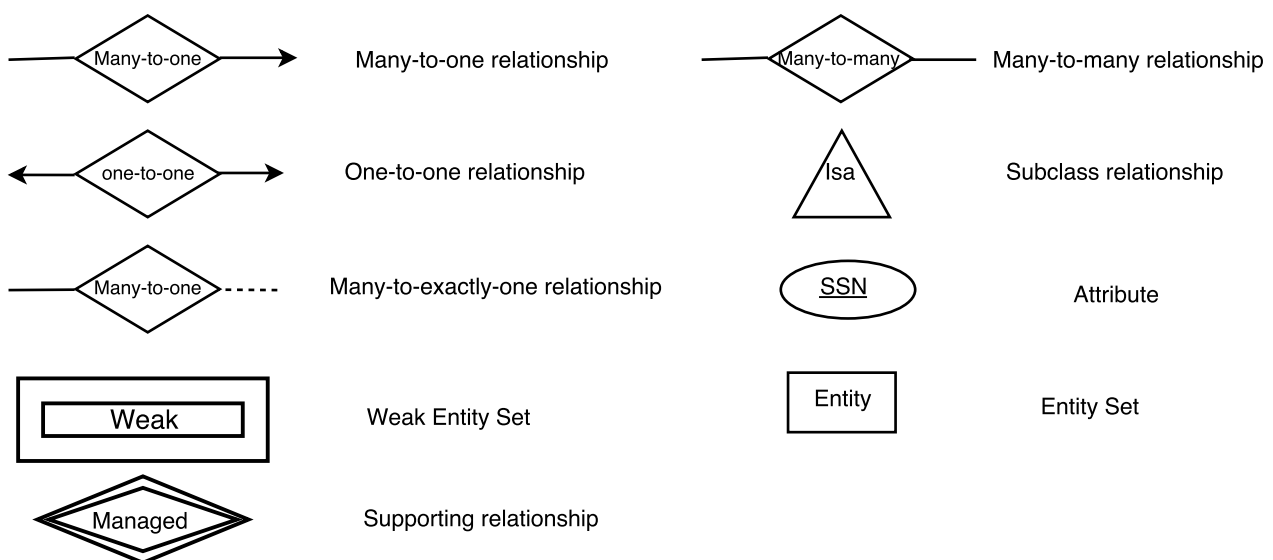 Many-to-one Many-to-one relationship Many-to-many Many-to-many relationship
one-to-one One-to-one relationship Isa Subclass relationship
Many-to-one Many-to-exactly-one relationship SSN Attribute
Weak Weak Entity Set Entity Entity Set
Managed Supporting relationship